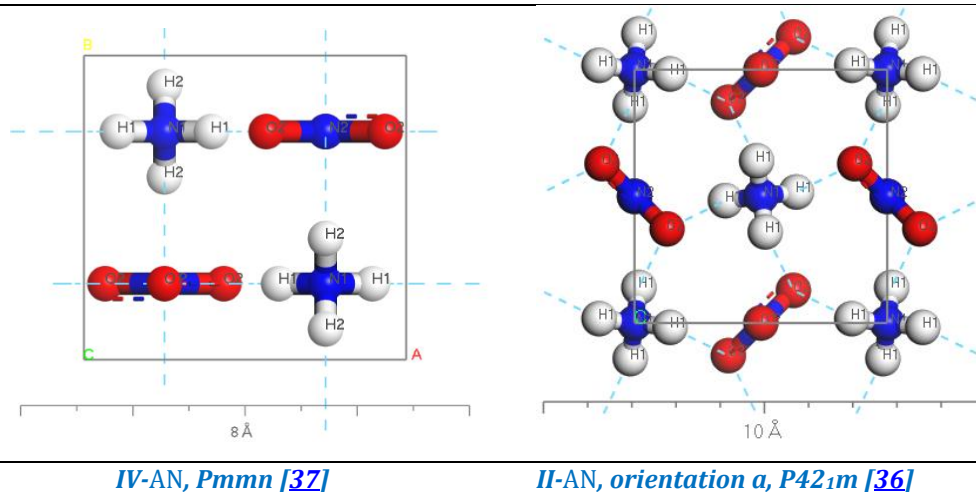 B
H2
H1 N1 H1
N2 O2
H2
H2
O2
H1 N1 H1
H2
C
A
8 Å
H1
H1
H1
H1
H1
H1
H1
H1
H1
H1 N1 H1
N2
H1
H1
H1
H1
H1
H1
H1
C
H1
H1
10 Å
IV-AN, Pmmn [37]
II-AN, orientation a, P42₁m [36]